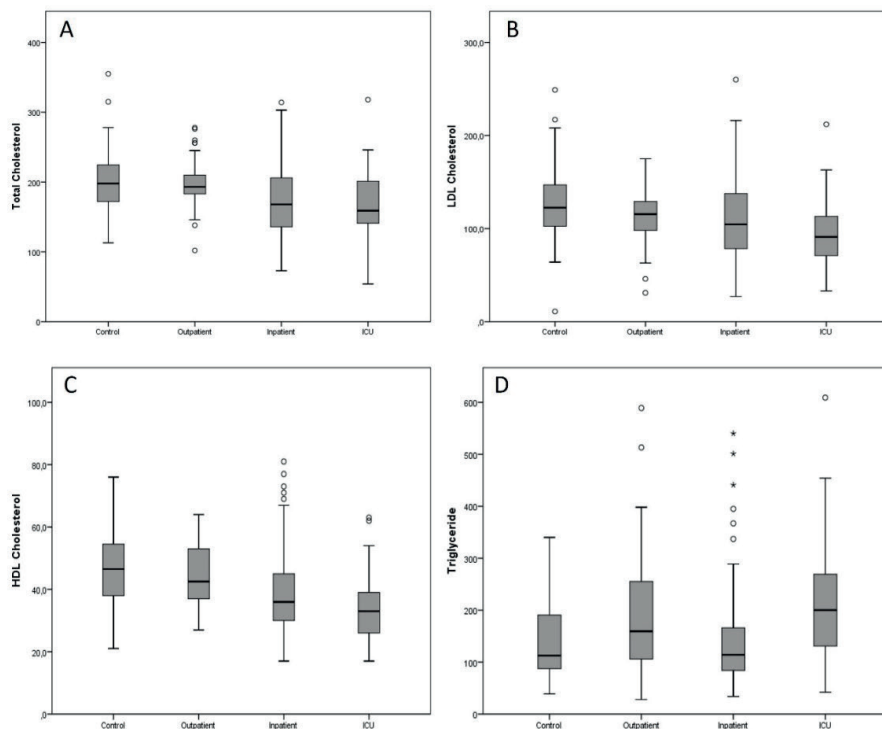 A
400
300
200
100
0
Total Cholesterol
Control Outpatient Inpatient ICU
B
300,0
200,0
100,0
,0
LDL Cholesterol
Control Outpatient Inpatient ICU
C
100,0
80,0
60,0
40,0
20,0
,0
HDL Cholesterol
Control Outpatient Inpatient ICU
D
600
500
400
300
200
100
0
Triglyceride
Control Outpatient Inpatient ICU